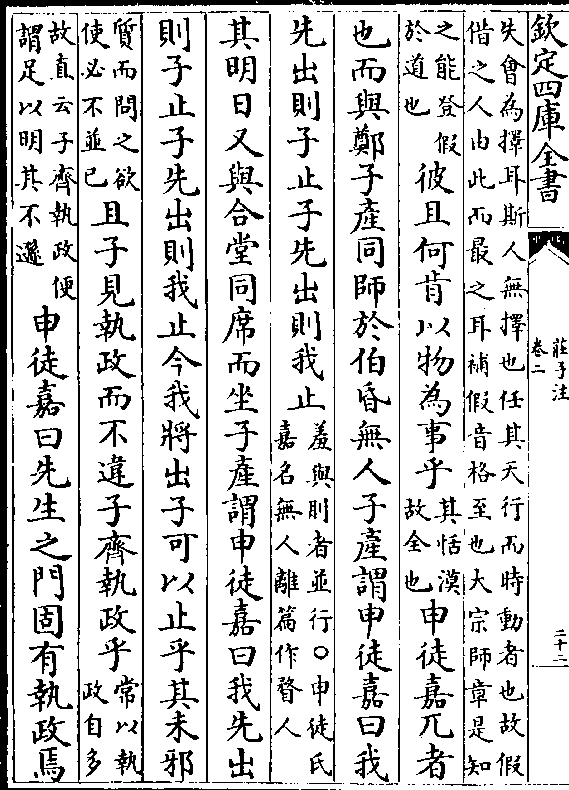 欽定四庫全書
莊子注
卷二
二十二
失會為擇耳斯人無擇也任其天行而時動者也故假
借之人由此而最之耳補假音格至也大宗師章是知
之能登假
於道也
彼且何肯以物為事乎
其恬漠
故全也
申徒嘉兀者
也而與鄭子產同師於伯昏無人子產謂申徒嘉曰我
先出則子止子先出則我止
羞與刖者並行○申徒氏
嘉名無人離篇作瞀人
其明日又與合堂同席而坐子產謂申徒嘉曰我先出
則子止子先出則我止今我將出子可以止乎其未邪
質而問之欲
使必不並已
且子見執政而不違子齊執政乎
常以執
政自多
故直云子齊執政便
謂足以明其不遜
申徒嘉曰先生之門固有執政焉